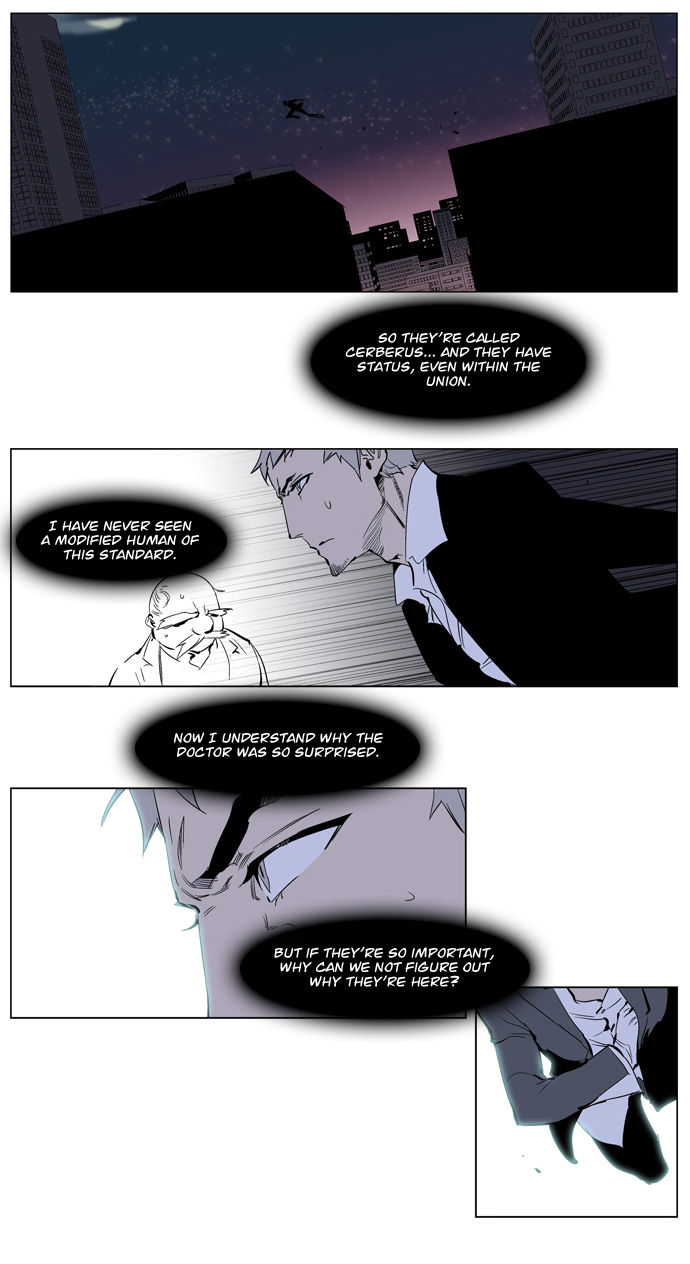 SO THEY'RE CALLED
CERBERUS... AND THEY HAVE
STATUS, EVEN WITHIN THE
UNION.
I HAVE NEVER SEEN
A MODIFIED HUMAN OF
THIS STANDARD.
NOW I UNDERSTAND WHY THE
DOCTOR WAS SO SURPRISED.
BUT IF THEY'RE SO IMPORTANT,
WHY CAN WE NOT FIGURE OUT
WHY THEY'RE HERE?